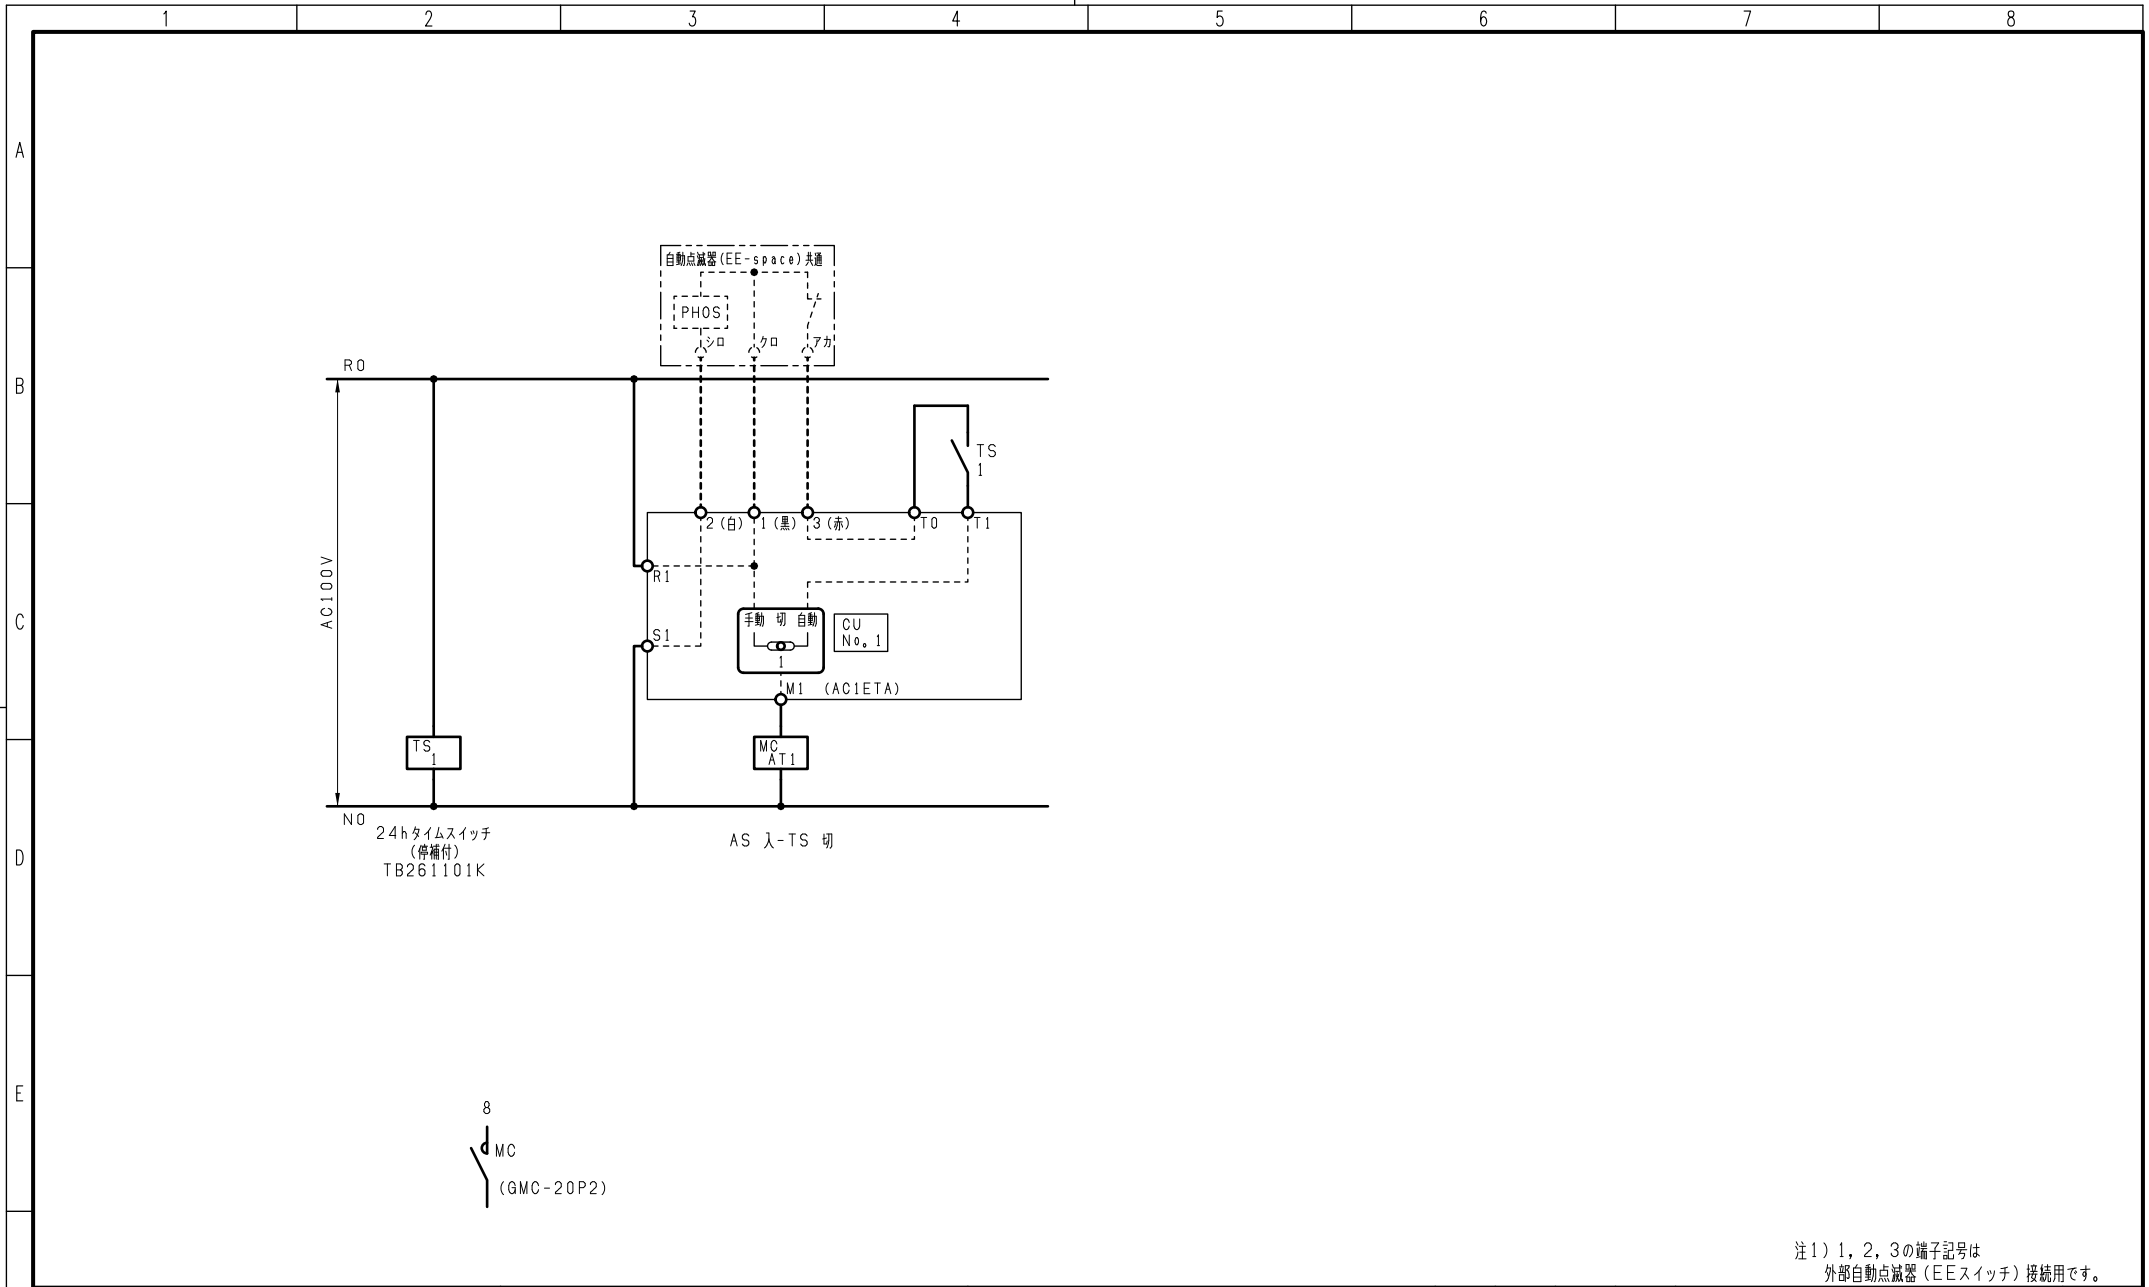 1 2 3 4 5 6 7 8
A
B
C
D
E
自動点滅器(EE-space)共通
PHOS
シロ クロ アカ
R0
TS
1
2(白) 1(黒) 3(赤) T0 T1
R1
AC100V
手動 切 自動
1
CU
No。1
S1
M1 (AC1ETA)
TS
1
MC
AT1
N0
24hタイムスイッチ
(停補付)
TB261101K
AS 入-TS 切
8
MC
(GMC-20P2)
注1) 1, 2, 3の端子記号は
外部自動点滅器(EEスイッチ)接続用です。